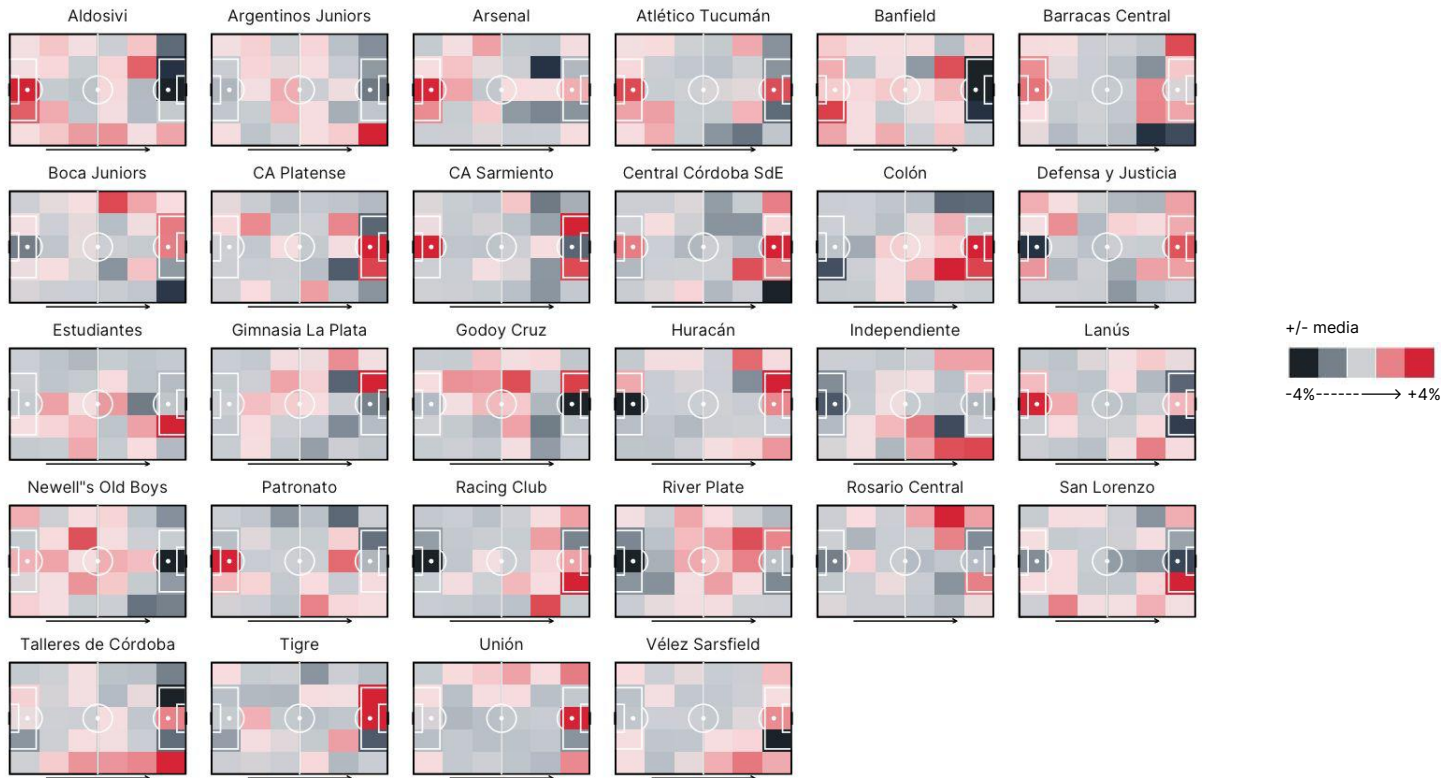 Aldosivi
Argentinos Juniors
Arsenal
Atlético Tucumán
Banfield
Barracas Central
Boca Juniors
CA Platense
CA Sarmiento
Central Córdoba SdE
Colón
Defensa y Justicia
Estudiantes
Gimnasia La Plata
Godoy Cruz
Huracán
Independiente
Lanús
+/- media
-4%-------→ +4%
Newell"s Old Boys
Patronato
Racing Club
River Plate
Rosario Central
San Lorenzo
Talleres de Córdoba
Tigre
Unión
Vélez Sarsfield